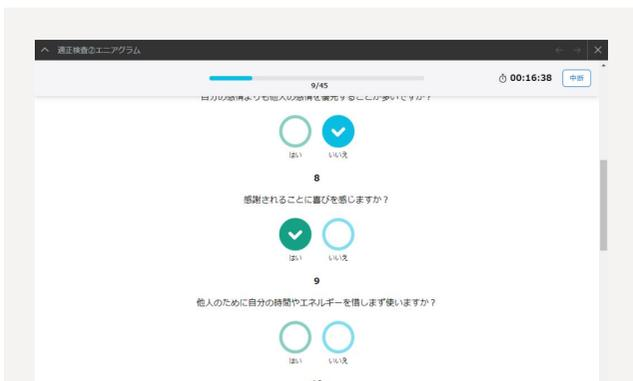 適正検査②エニアグラム
9/45
00:16:38
中断
自分の感情よりも他人の感情を優先することが多いですか？
はい いいえ
8
感謝されることに喜びを感じますか？
はい いいえ
9
他人のために自分の時間やエネルギーを惜しまず使いますか？
はい いいえ